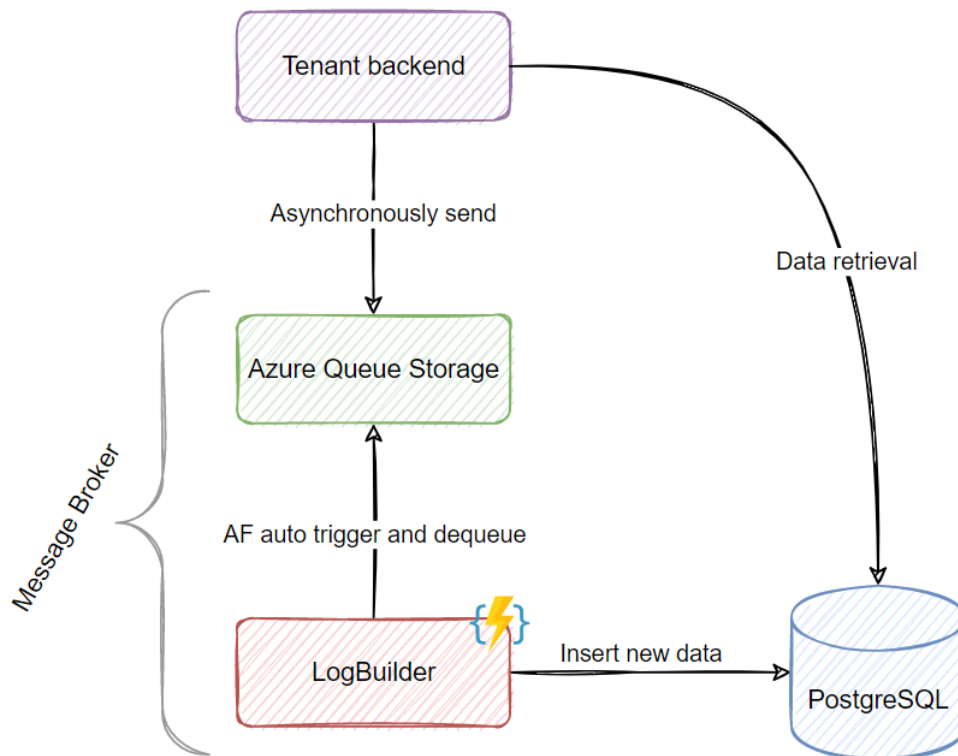 Tenant backend
Asynchronously send
Data retrieval
Azure Queue Storage
Message Broker
AF auto trigger and dequeue
LogBuilder
Insert new data
PostgreSQL